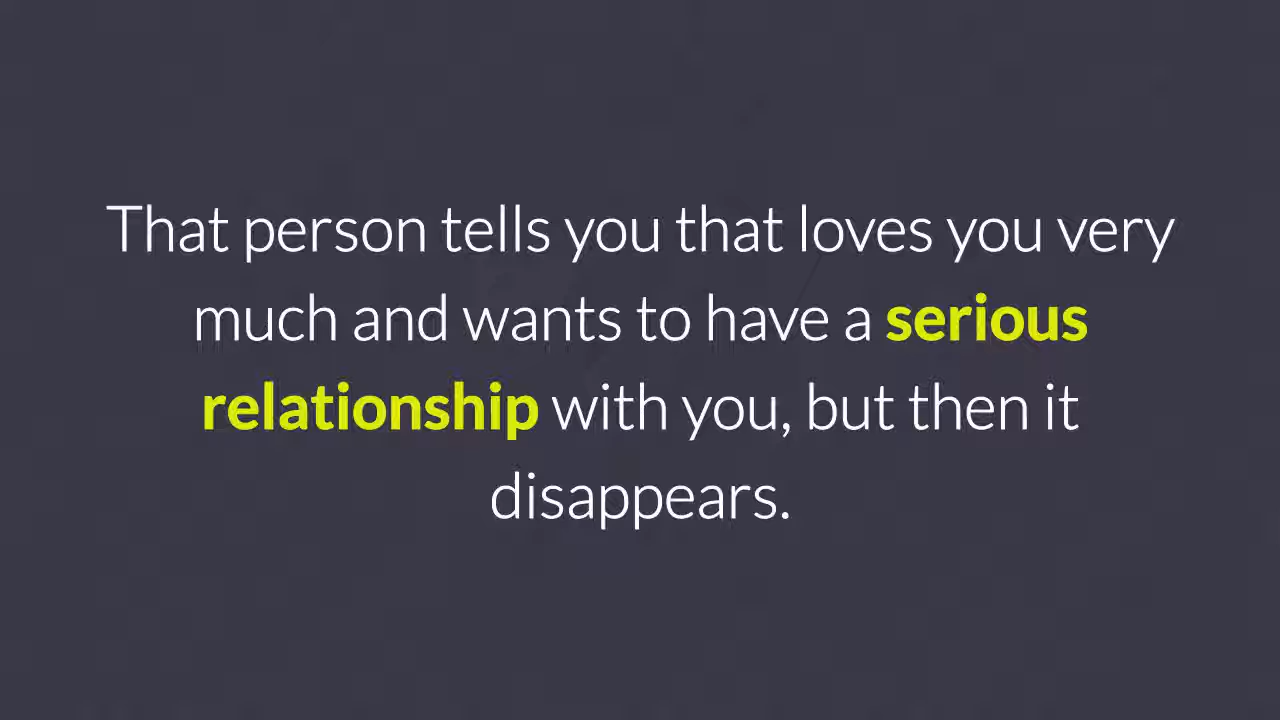 That person tells you that loves you very
much and wants to have a serious
relationship with you, but then it
disappears.